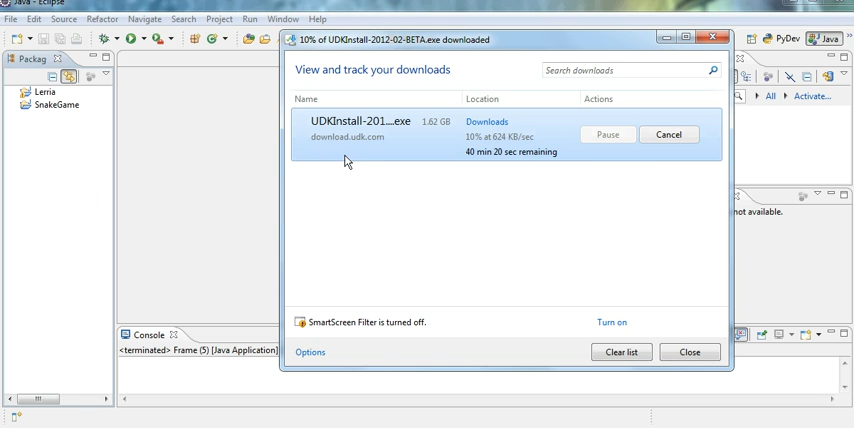 Java - Eclipse
File Edit Source Refactor Navigate Search Project Run Window Help
PyDev Java
Packag
Lerria
SnakeGame
10% of UDKInstall-2012-02-BETA.exe downloaded
View and track your downloads
Search downloads
Name Location Actions
UDKInstall-201....exe 1.62 GB Downloads
download.udk.com 10% at 624 KB/sec
40 min 20 sec remaining
Pause Cancel
All Activate...
not available.
SmartScreen Filter is turned off. Turn on
Options Clear list Close
Console
<terminated> Frame (5) [Java Application]